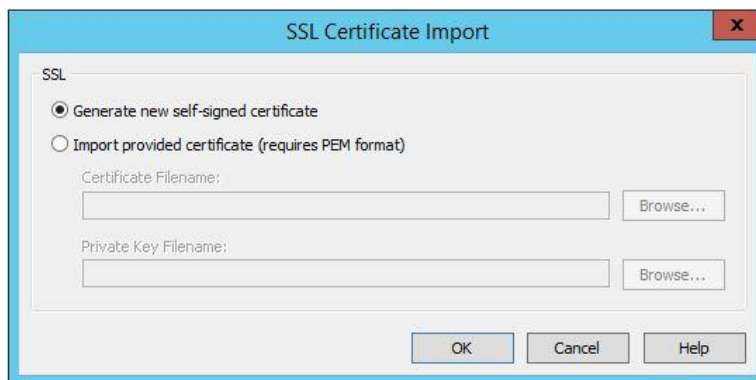 SSL Certificate Import
x
SSL
Generate new self-signed certificate
Import provided certificate (requires PEM format)
Certificate Filename:
Browse...
Private Key Filename:
Browse...
OK Cancel Help